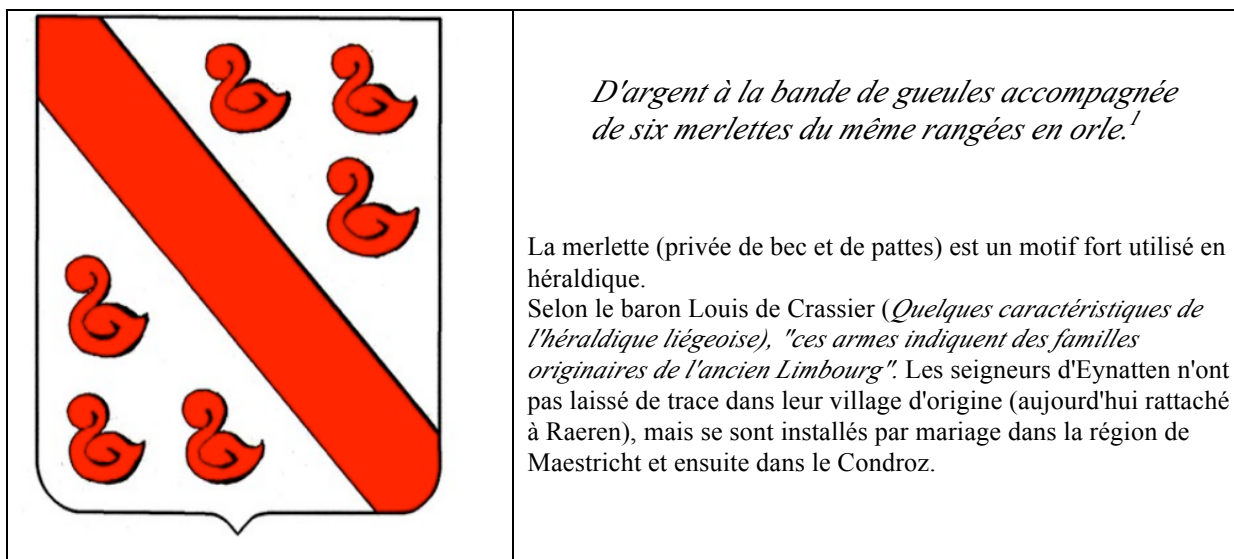 D'argent à la bande de gueules accompagnée
de six merlettes du même rangées en orle.1
La merlette (privée de bec et de pattes) est un motif fort utilisé en
héraldique.
Selon le baron Louis de Crassier (Quelques caractéristiques de
l'héraldique liégeoise), "ces armes indiquent des familles
originaires de l'ancien Limbourg". Les seigneurs d'Eynatten n'ont
pas laissé de trace dans leur village d'origine (aujourd'hui rattaché
à Raeren), mais se sont installés par mariage dans la région de
Maestricht et ensuite dans le Condroz.